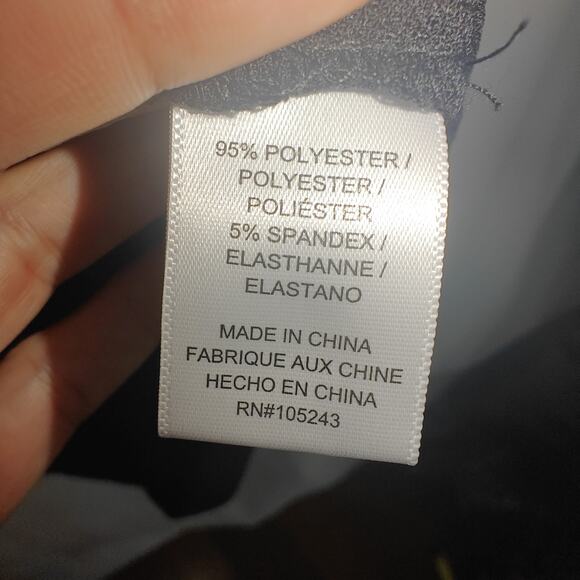 95% POLYESTER /
POLYESTER /
POLIÉSTER
5% SPANDEX /
ELASTHANNE /
ELASTANO
MADE IN CHINA
FABRIQUE AUX CHINE
HECHO EN CHINA
RN#105243